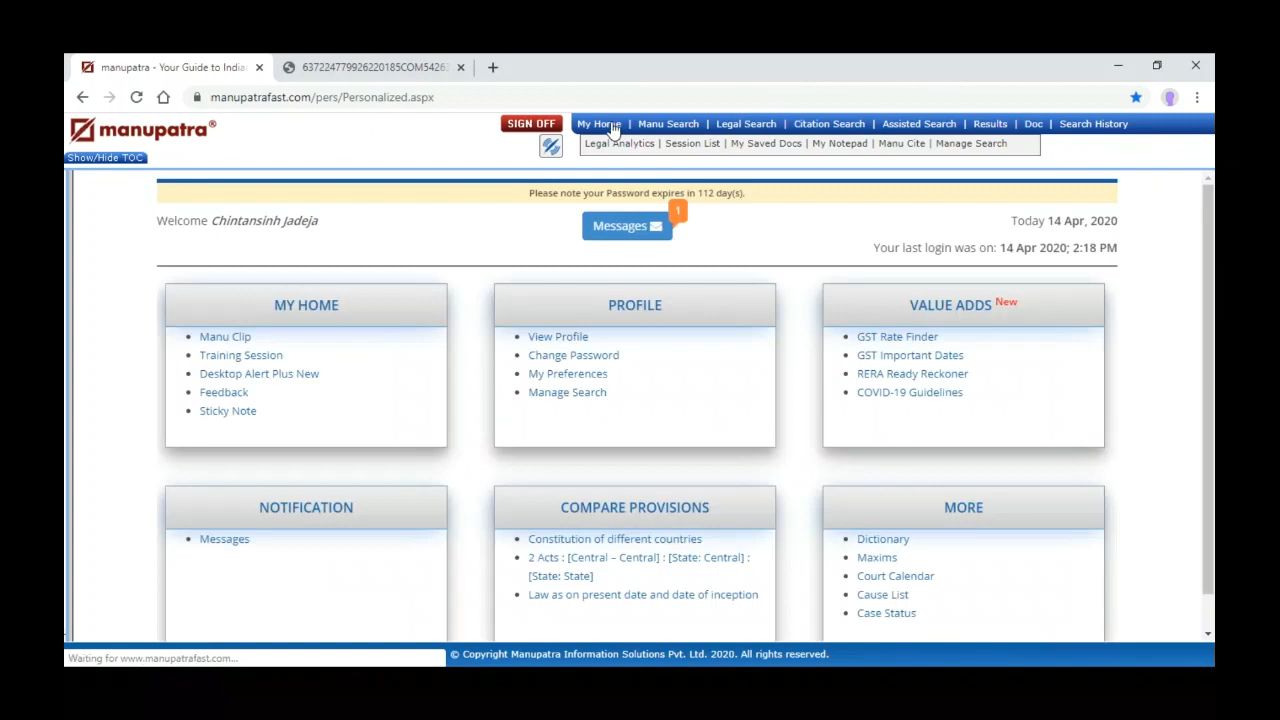 manupatra - Your Guide to India
637224779926220185COM54263
manupatrafast.com/pers/Personalized.aspx
manupatra®
SIGN OFF
My Home | Manu Search | Legal Search | Citation Search | Assisted Search | Results | Doc | Search History
Legal Analytics | Session List | My Saved Docs | My Notepad | Manu Cite | Manage Search
Show/Hide TOC
Please note your Password expires in 112 day(s).
Welcome Chintansinh Jadeja
Messages
1
Today 14 Apr, 2020
Your last login was on: 14 Apr 2020; 2:18 PM
MY HOME
Manu Clip
Training Session
Desktop Alert Plus New
Feedback
Sticky Note
PROFILE
View Profile
Change Password
My Preferences
Manage Search
VALUE ADDS New
GST Rate Finder
GST Important Dates
RERA Ready Reckoner
COVID-19 Guidelines
NOTIFICATION
Messages
COMPARE PROVISIONS
Constitution of different countries
2 Acts : [Central – Central] : [State: Central] :
[State: State]
Law as on present date and date of inception
MORE
Dictionary
Maxims
Court Calendar
Cause List
Case Status
Waiting for www.manupatrafast.com...
© Copyright Manupatra Information Solutions Pvt. Ltd. 2020. All rights reserved.